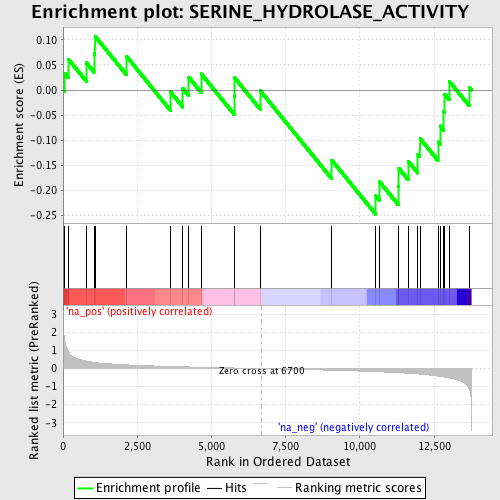 Enrichment plot: SERINE_HYDROLASE_ACTIVITY
Enrichment score (ES)
0.10
0.05
0.00
-0.05
-0.10
-0.15
-0.20
-0.25
'na_pos' (positively correlated)
Ranked list metric (PreRanked)
3
2
1
0
-1
-2
-3
Zero cross at 6700
'na_neg' (negatively correlated)
0
2,500
5,000
7,500
10,000
12,500
Rank in Ordered Dataset
Enrichment profile
Hits
Ranking metric scores